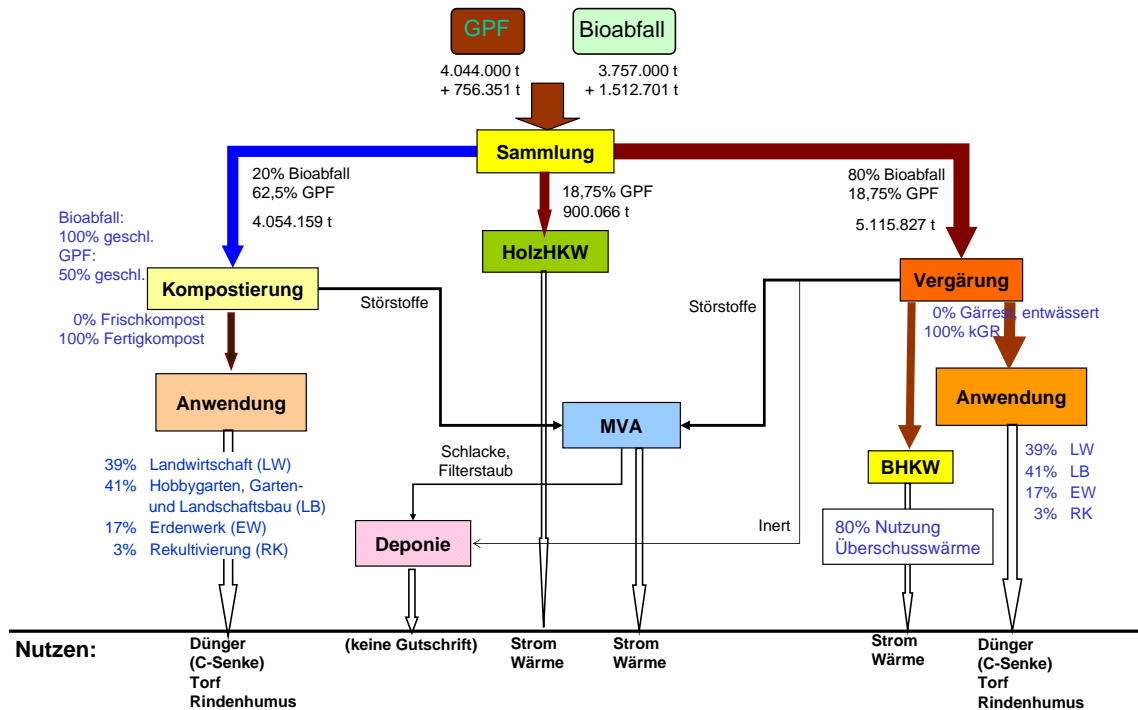 GPF
Bioabfall
4.044.000 t
+ 756.351 t
3.757.000 t
+ 1.512.701 t
Sammlung
20% Bioabfall
62,5% GPF
4.054.159 t
18,75% GPF
900.066 t
80% Bioabfall
18,75% GPF
5.115.827 t
Bioabfall:
100% geschl.
GPF:
50% geschl.
HolzHKW
Kompostierung
Störstoffe
Störstoffe
Vergärung
0% Frischkompost
100% Fertigkompost
0% Gärrest, entwässert
100% kGR
Anwendung
MVA
Anwendung
39% Landwirtschaft (LW)
41% Hobbygarten, Garten-
und Landschaftsbau (LB)
17% Erdenwerk (EW)
3% Rekultivierung (RK)
Schlacke,
Filterstaub
BHKW
39% LW
41% LB
17% EW
3% RK
Deponie
Inert
80% Nutzung
Überschusswärme
Nutzen:
Dünger
(C-Senke)
Torf
Rindenhumus
(keine Gutschrift)
Strom
Wärme
Strom
Wärme
Strom
Wärme
Dünger
(C-Senke)
Torf
Rindenhumus